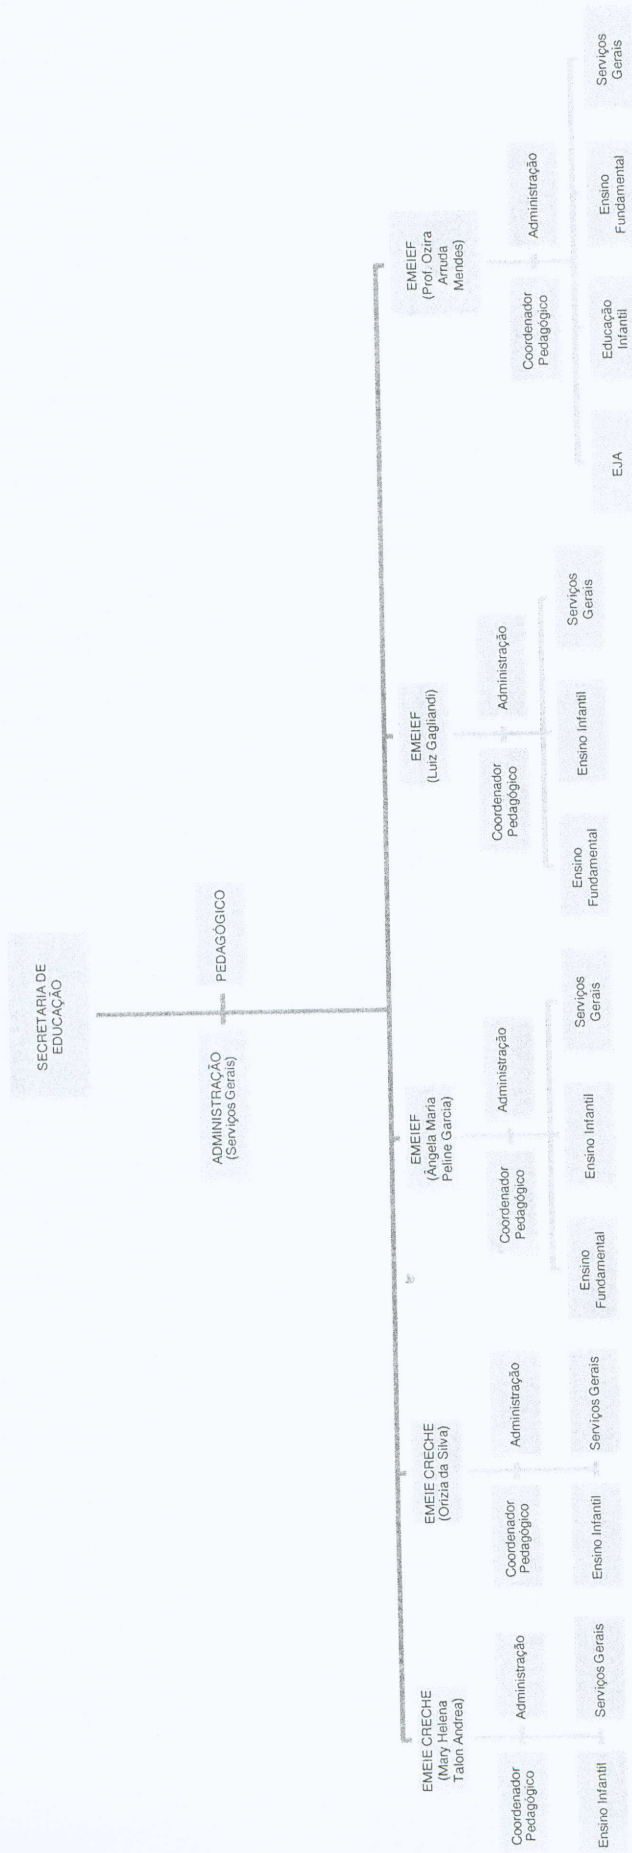 SECRETARIA DE
EDUCAÇÃO
ADMINISTRAÇÃO
(Serviços Gerais)
PEDAGÓGICO
EMEIE CRECHE
(Mary Helena
Talon Andrea)
EMEIE CRECHE
(Orizia da Silva)
EMEIEF
(Ângela Maria
Peline Garcia)
EMEIEF
(Luiz Gagliandi)
EMEIEF
(Prof. Ozira
Arruda
Mendes)
Coordenador
Pedagógico
Administração
Coordenador
Pedagógico
Administração
Coordenador
Pedagógico
Administração
Coordenador
Pedagógico
Administração
Coordenador
Pedagógico
Administração
Ensino Infantil
Serviços Gerais
Ensino Infantil
Serviços Gerais
Ensino
Fundamental
Ensino Infantil
Serviços
Gerais
Ensino
Fundamental
Ensino Infantil
Serviços
Gerais
EJA
Educação
Infantil
Ensino
Fundamental
Serviços
Gerais